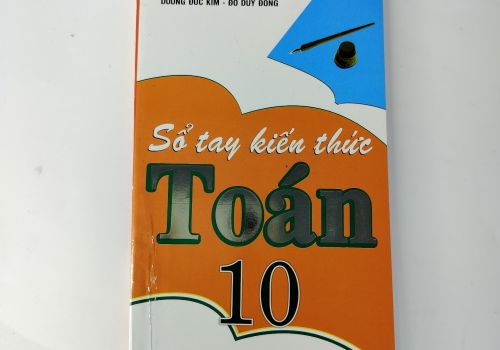 DƯƠNG ĐỨC KIM - ĐỖ DUY ĐỒNG
Sổ tay kiến thức
Toán
10